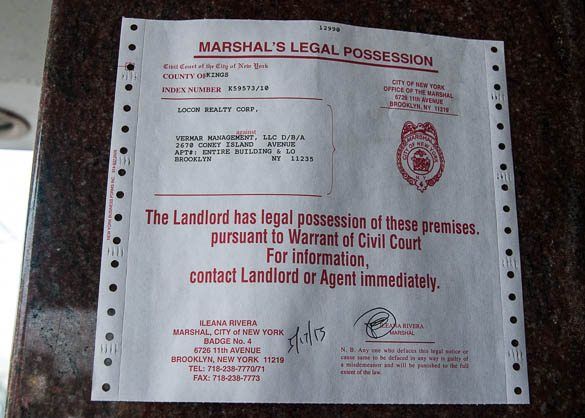 12990
MARSHAL'S LEGAL POSSESSION
Civil Court of the City of New York
COUNTY OF KINGS
INDEX NUMBER K59573/10
CITY OF NEW YORK
OFFICE OF THE MARSHAL
6726 11th AVENUE
BROOKLYN, NY 11219
LOCON REALTY CORP.
against
VERMAR MANAGEMENT, LLC D/B/A
2670 CONEY ISLAND AVENUE
APT#: ENTIRE BUILDING & LO
BROOKLYN NY 11235
MARSHAL
CITY OF NEW YORK
The Landlord has legal possession of these premises.
pursuant to Warrant of Civil Court
For information,
contact Landlord or Agent immediately.
ILEANA RIVERA
MARSHAL, CITY OF NEW YORK
BADGE No. 4
6726 11th AVENUE
BROOKLYN, NEW YORK 11219
TEL: 718-238-7770/71
FAX: 718-238-7773
ILEANA RIVERA
MARSHAL
N. B. Any one who defaces this legal notice or
cause same to be defaced in any way is guilty of
a misdemeanor and will be punished to the full
extent of the law.